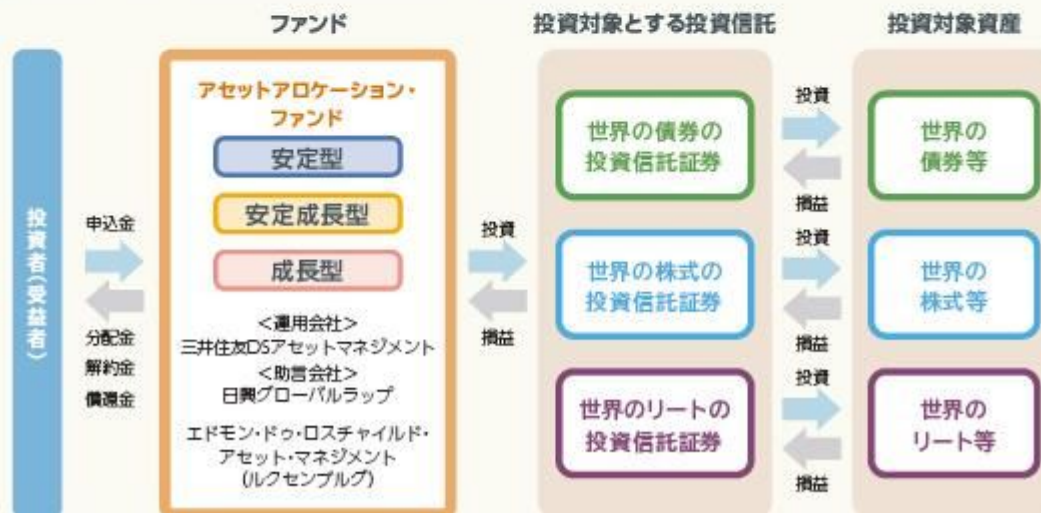 ファンド
投資対象とする投資信託
投資対象資産
投資者(受益者)
申込金
分配金
解約金
償還金
アセットアロケーション・
ファンド
安定型
安定成長型
成長型
<運用会社>
三井住友DSアセットマネジメント
<助言会社>
日興グローバルラップ
エドモン・ドゥ・ロスチャイルド・
アセット・マネジメント
(ルクセンブルグ)
投資
損益
世界の債券の
投資信託証券
投資
損益
世界の
債券等
世界の株式の
投資信託証券
投資
損益
世界の
株式等
世界のリートの
投資信託証券
投資
損益
世界の
リート等